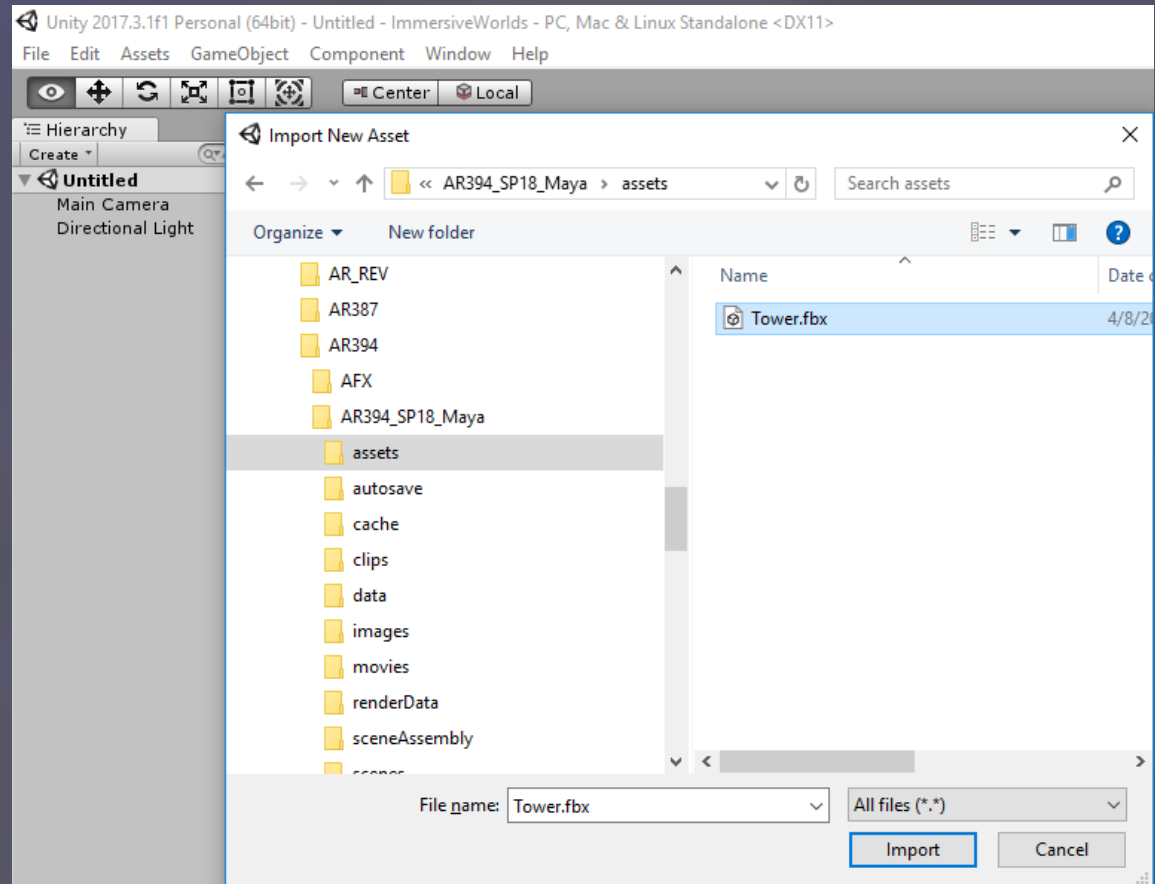 Unity 2017.3.1f1 Personal (64bit) - Untitled - ImmersiveWorlds - PC, Mac & Linux Standalone <DX11>
File Edit Assets GameObject Component Window Help
Center Local
Hierarchy
Create
Untitled
Main Camera
Directional Light
Import New Asset
« AR394_SP18_Maya > assets
Search assets
Organize New folder
AR_REV
AR387
AR394
AFX
AR394_SP18_Maya
assets
autosave
cache
clips
data
images
movies
renderData
sceneAssembly
scenes
Name Date
Tower.fbx 4/8/20
File name: Tower.fbx All files (*.*)
Import Cancel